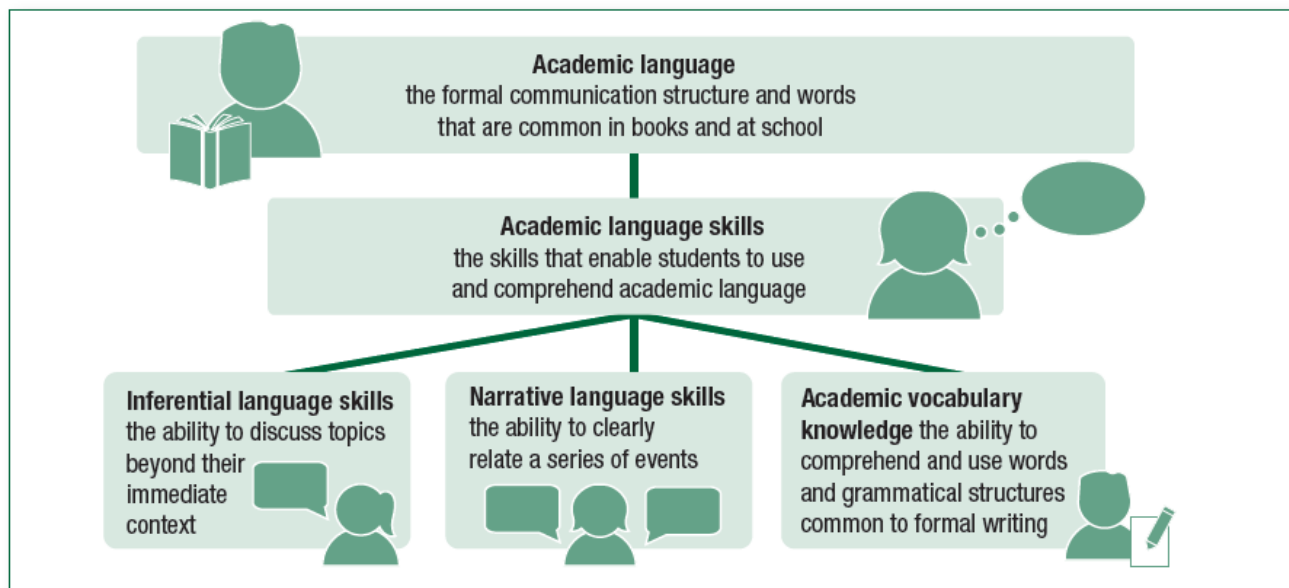 Academic language
the formal communication structure and words
that are common in books and at school
Academic language skills
the skills that enable students to use
and comprehend academic language
Inferential language skills
the ability to discuss topics
beyond their
immediate
context
Narrative language skills
the ability to clearly
relate a series of events
Academic vocabulary
knowledge the ability to
comprehend and use words
and grammatical structures
common to formal writing